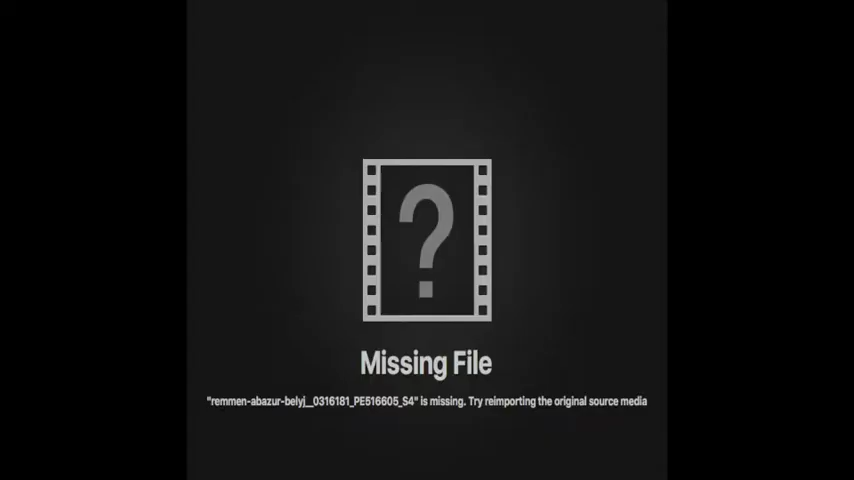 ?
Missing File
"remmen-abazur-belyj__0316181_PE516605_S4" is missing. Try reimporting the original source media